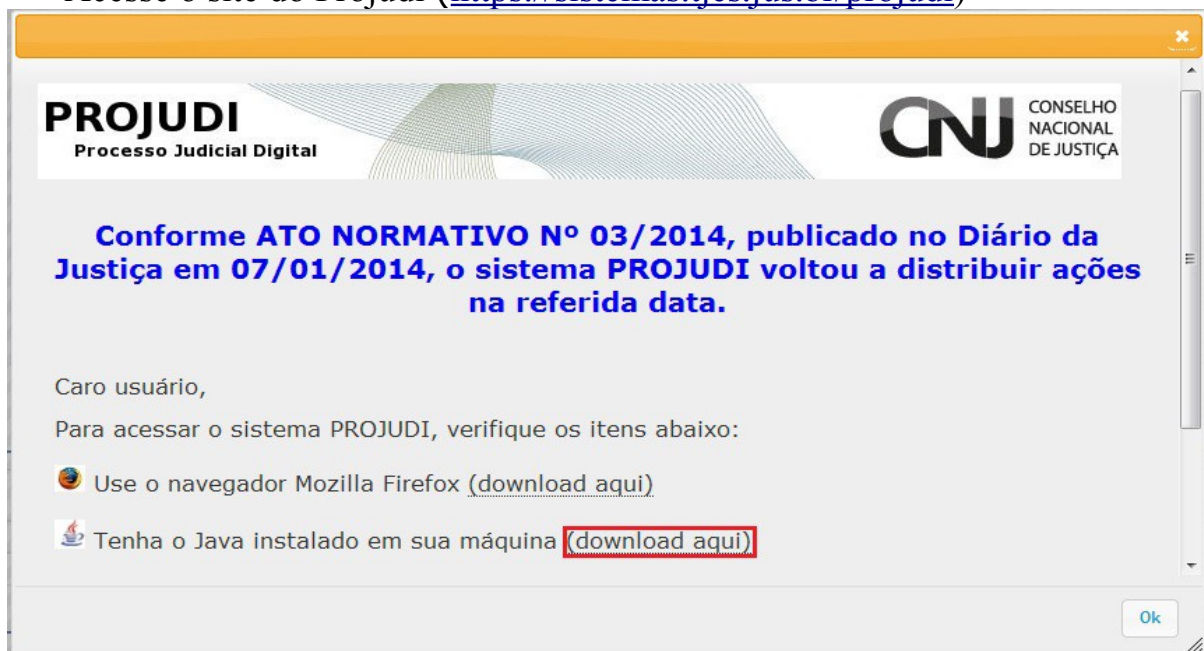 PROJUDI
Processo Judicial Digital
CNJ
CONSELHO
NACIONAL
DE JUSTIÇA
Conforme ATO NORMATIVO Nº 03/2014, publicado no Diário da
Justiça em 07/01/2014, o sistema PROJUDI voltou a distribuir ações
na referida data.
Caro usuário,
Para acessar o sistema PROJUDI, verifique os itens abaixo:
Use o navegador Mozilla Firefox (download aqui)
Tenha o Java instalado em sua máquina (download aqui)
Ok